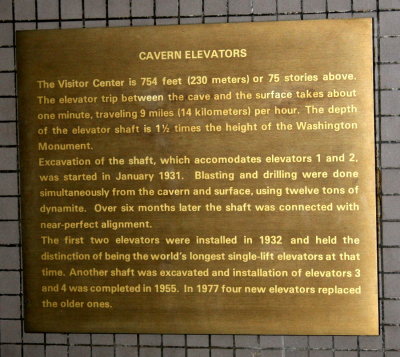 CAVERN ELEVATORS
The Visitor Center is 754 feet (230 meters) or 75 stories above.
The elevator trip between the cave and the surface takes about
one minute, traveling 9 miles (14 kilometers) per hour. The depth
of the elevator shaft is 1½ times the height of the Washington
Monument.
Excavation of the shaft, which accomodates elevators 1 and 2,
was started in January 1931. Blasting and drilling were done
simultaneously from the cavern and surface, using twelve tons of
dynamite. Over six months later the shaft was connected with
near-perfect alignment.
The first two elevators were installed in 1932 and held the
distinction of being the world's longest single-lift elevators at that
time. Another shaft was excavated and installation of elevators 3
and 4 was completed in 1955. In 1977 four new elevators replaced
the older ones.